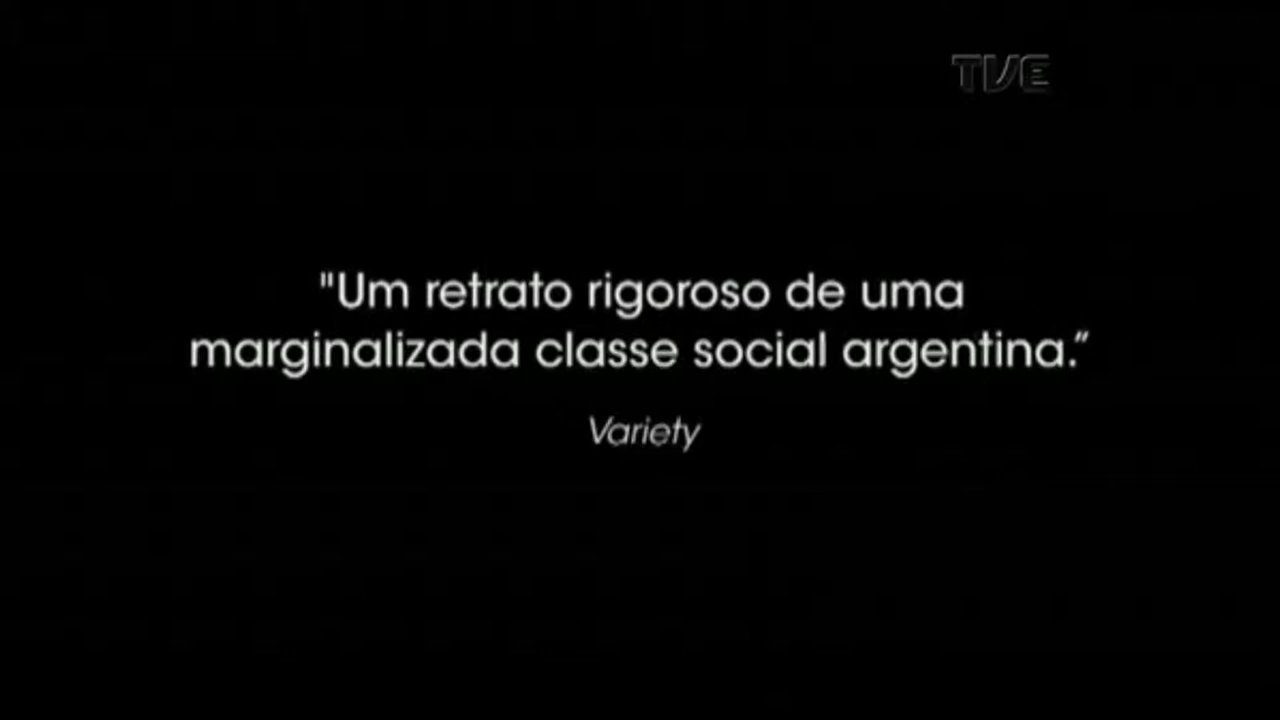 TVE
"Um retrato rigoroso de uma
marginalizada classe social argentina.”
Variety